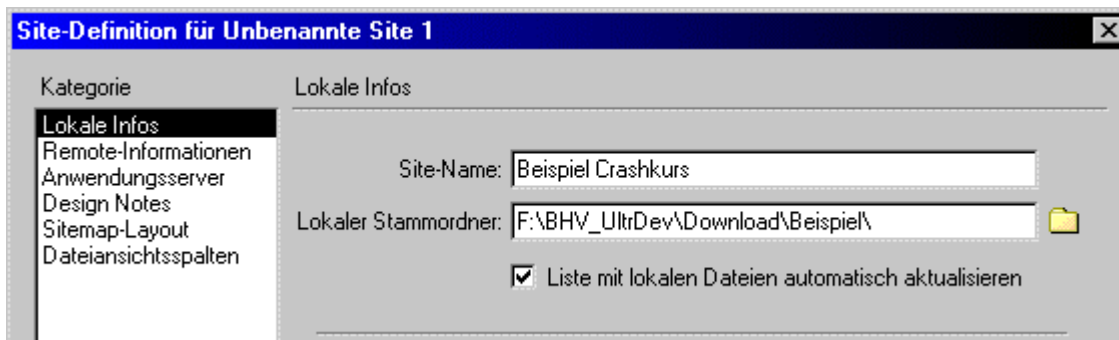 Site-Definition für Unbenannte Site 1
Kategorie
Lokale Infos
Remote-Informationen
Anwendungsserver
Design Notes
Sitemap-Layout
Dateiansichtsspalten
Lokale Infos
Site-Name: Beispiel Crashkurs
Lokaler Stammordner: F:\BHV_UltrDev\Download\Beispiel\
Liste mit lokalen Dateien automatisch aktualisieren